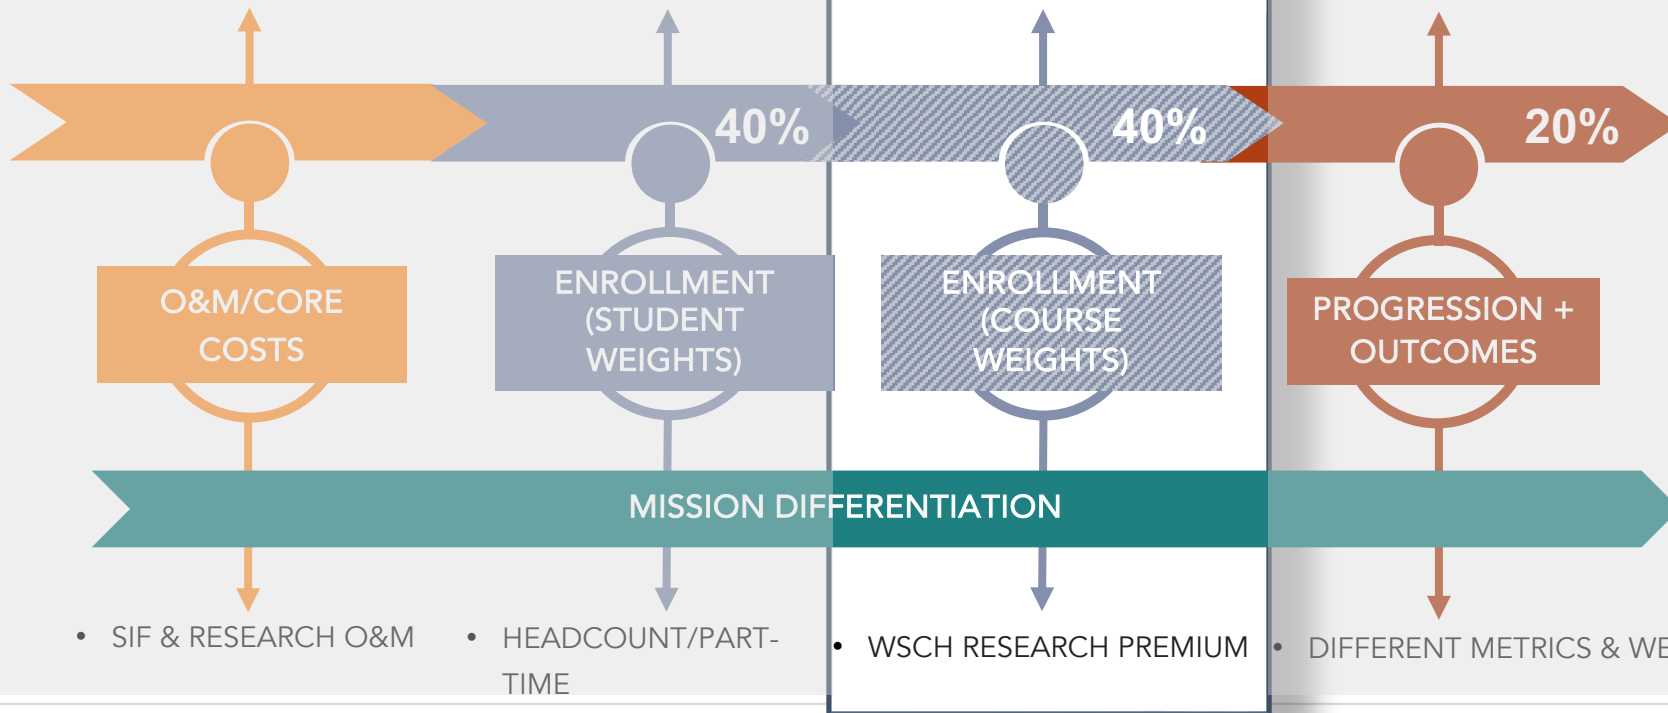 40%
40%
20%
O&M/CORE
COSTS
ENROLLMENT
(STUDENT
WEIGHTS)
ENROLLMENT
(COURSE
WEIGHTS)
PROGRESSION +
OUTCOMES
MISSION DIFFERENTIATION
• SIF & RESEARCH O&M
• HEADCOUNT/PART-
TIME
• WSCH RESEARCH PREMIUM
• DIFFERENT METRICS &